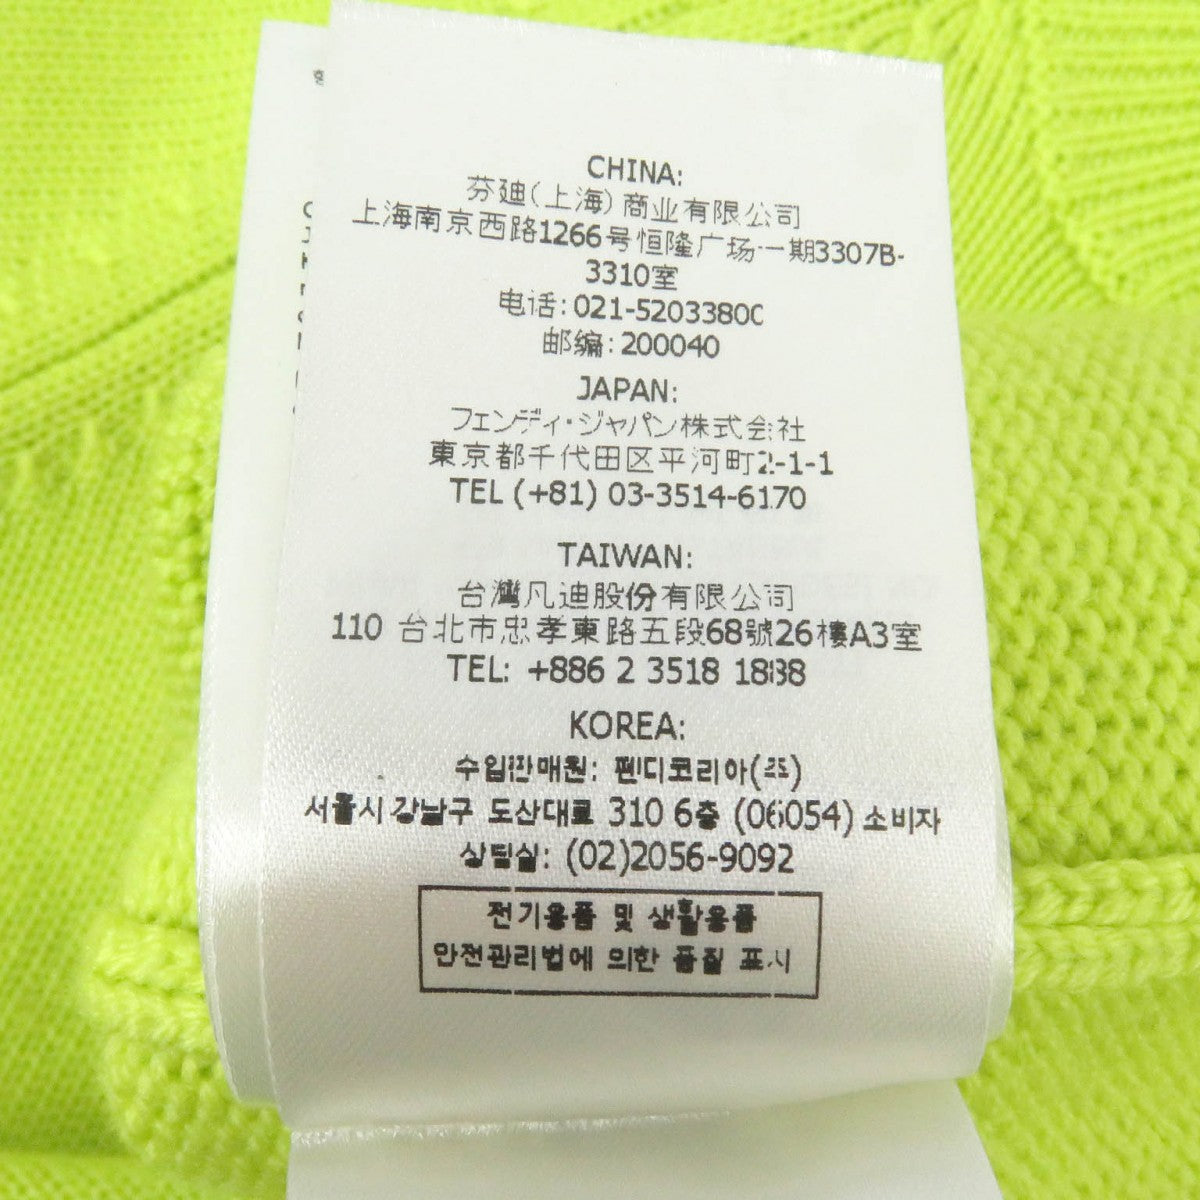 CHINA:
芬廸(上海)商业有限公司
上海南京西路1266号恒隆广场一期3307B-
3310室
电话: 021-52033800
邮编: 200040
JAPAN:
フェンディ・ジャパン株式会社
東京都千代田区平河町2-1-1
TEL (+81) 03-3514-6170
TAIWAN:
台灣凡迪股份有限公司
110 台北市忠孝東路五段68號26樓A3室
TEL: +886 2 3518 1888
KOREA:
수입판매원: 펜디코리아(주)
서울시 강남구 도산대로 310 6층 (06054) 소비자
상담실: (02)2056-9092
전기용품 및 생활용품
안전관리법에 의한 품질 표시